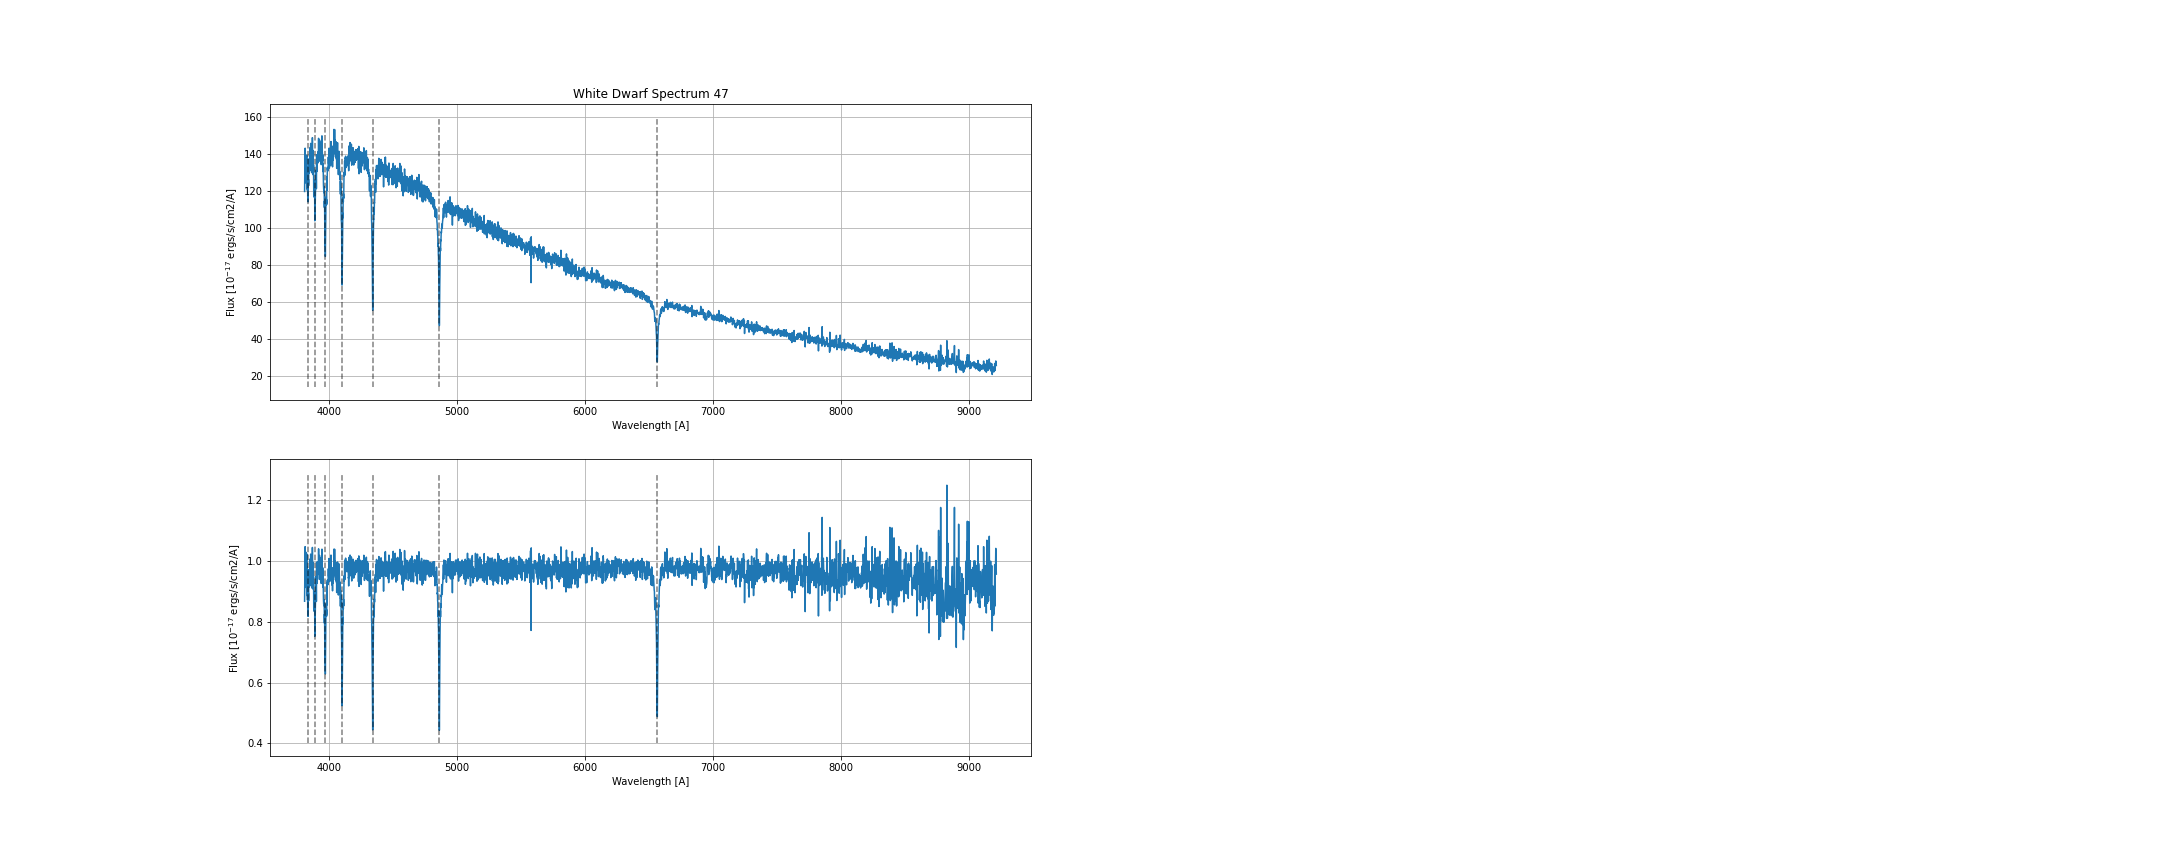 White Dwarf Spectrum 47
Flux [10⁻¹⁷ ergs/s/cm2/A]
160
140
120
100
80
60
40
20
4000 5000 6000 7000 8000 9000
Wavelength [A]
Flux [10⁻¹⁷ ergs/s/cm2/A]
1.2
1.0
0.8
0.6
0.4
4000 5000 6000 7000 8000 9000
Wavelength [A]